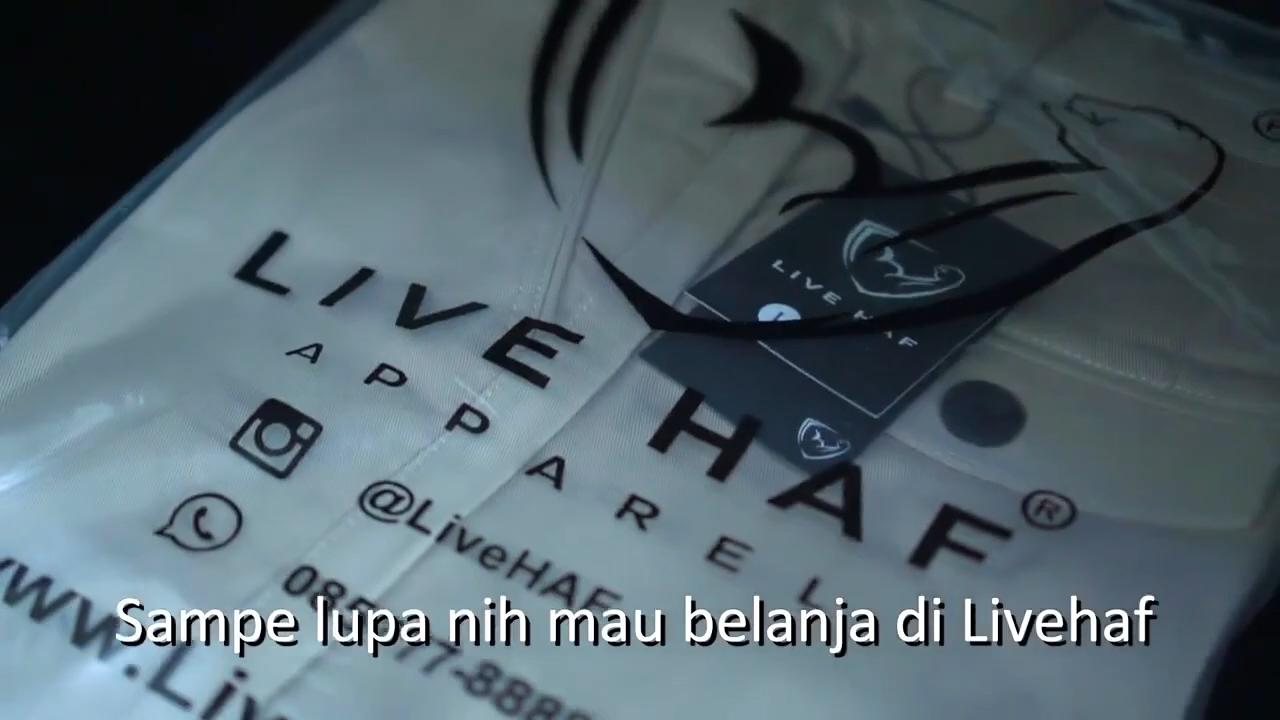 LIVE HAF®
APPAREL
LIVE HAF
L
@LiveHAF
Sampe lupa nih mau belanja di Livehaf